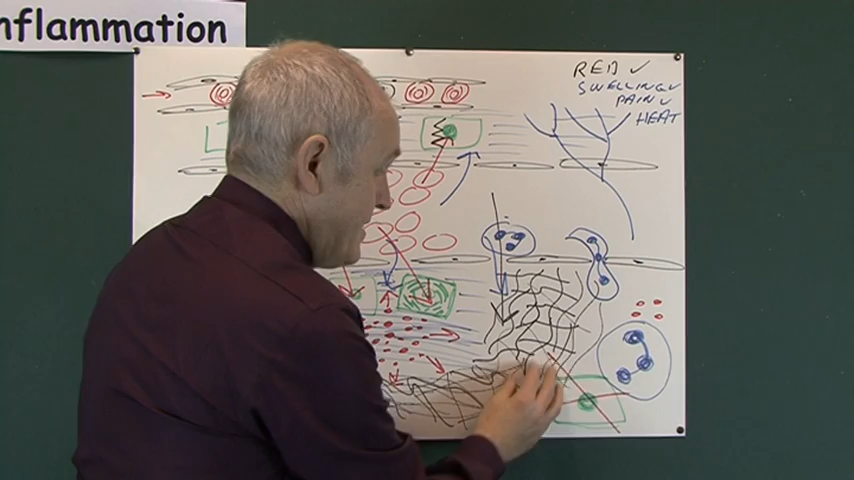 nflammation
RED ✓
SWELLING ✓
PAIN ✓
HEAT